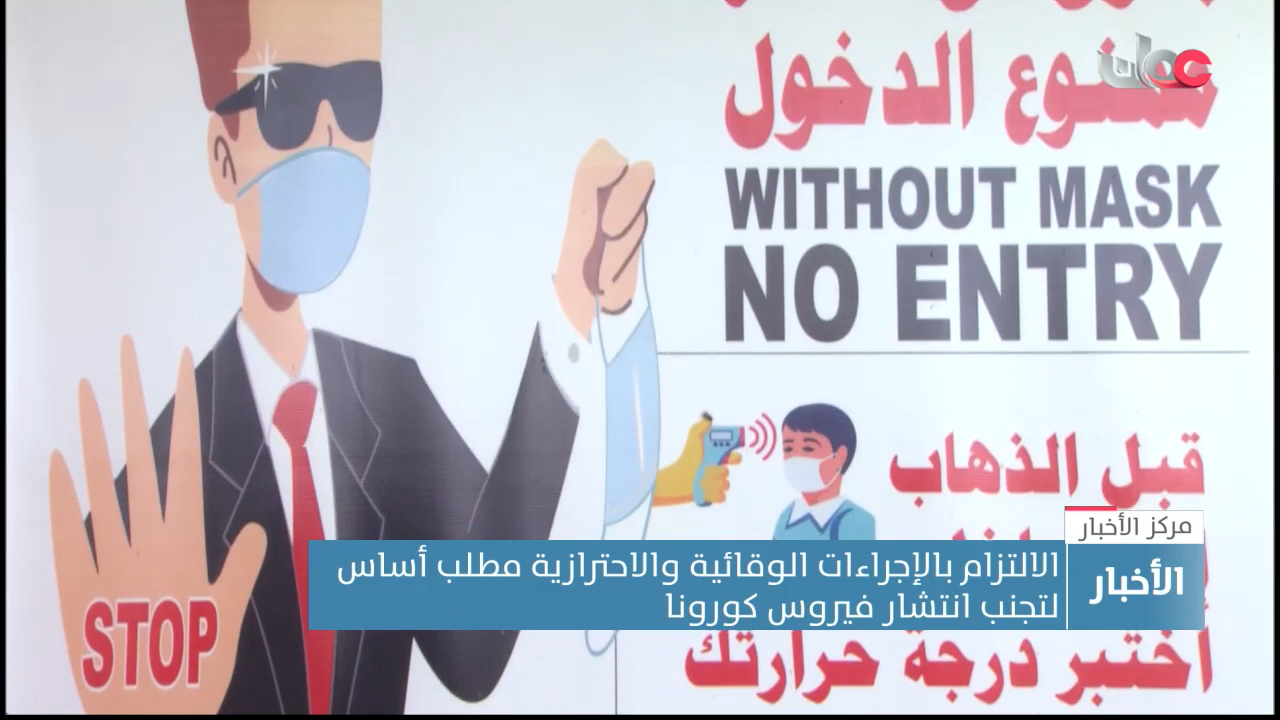 ممنوع الدخول
WITHOUT MASK
NO ENTRY
قبل الذهاب
أختبر درجة حرارتك
STOP
مركز الأخبار
الأخبار
الالتزام بالإجراءات الوقائية والاحترازية مطلب أساس
لتجنب انتشار فيروس كورونا